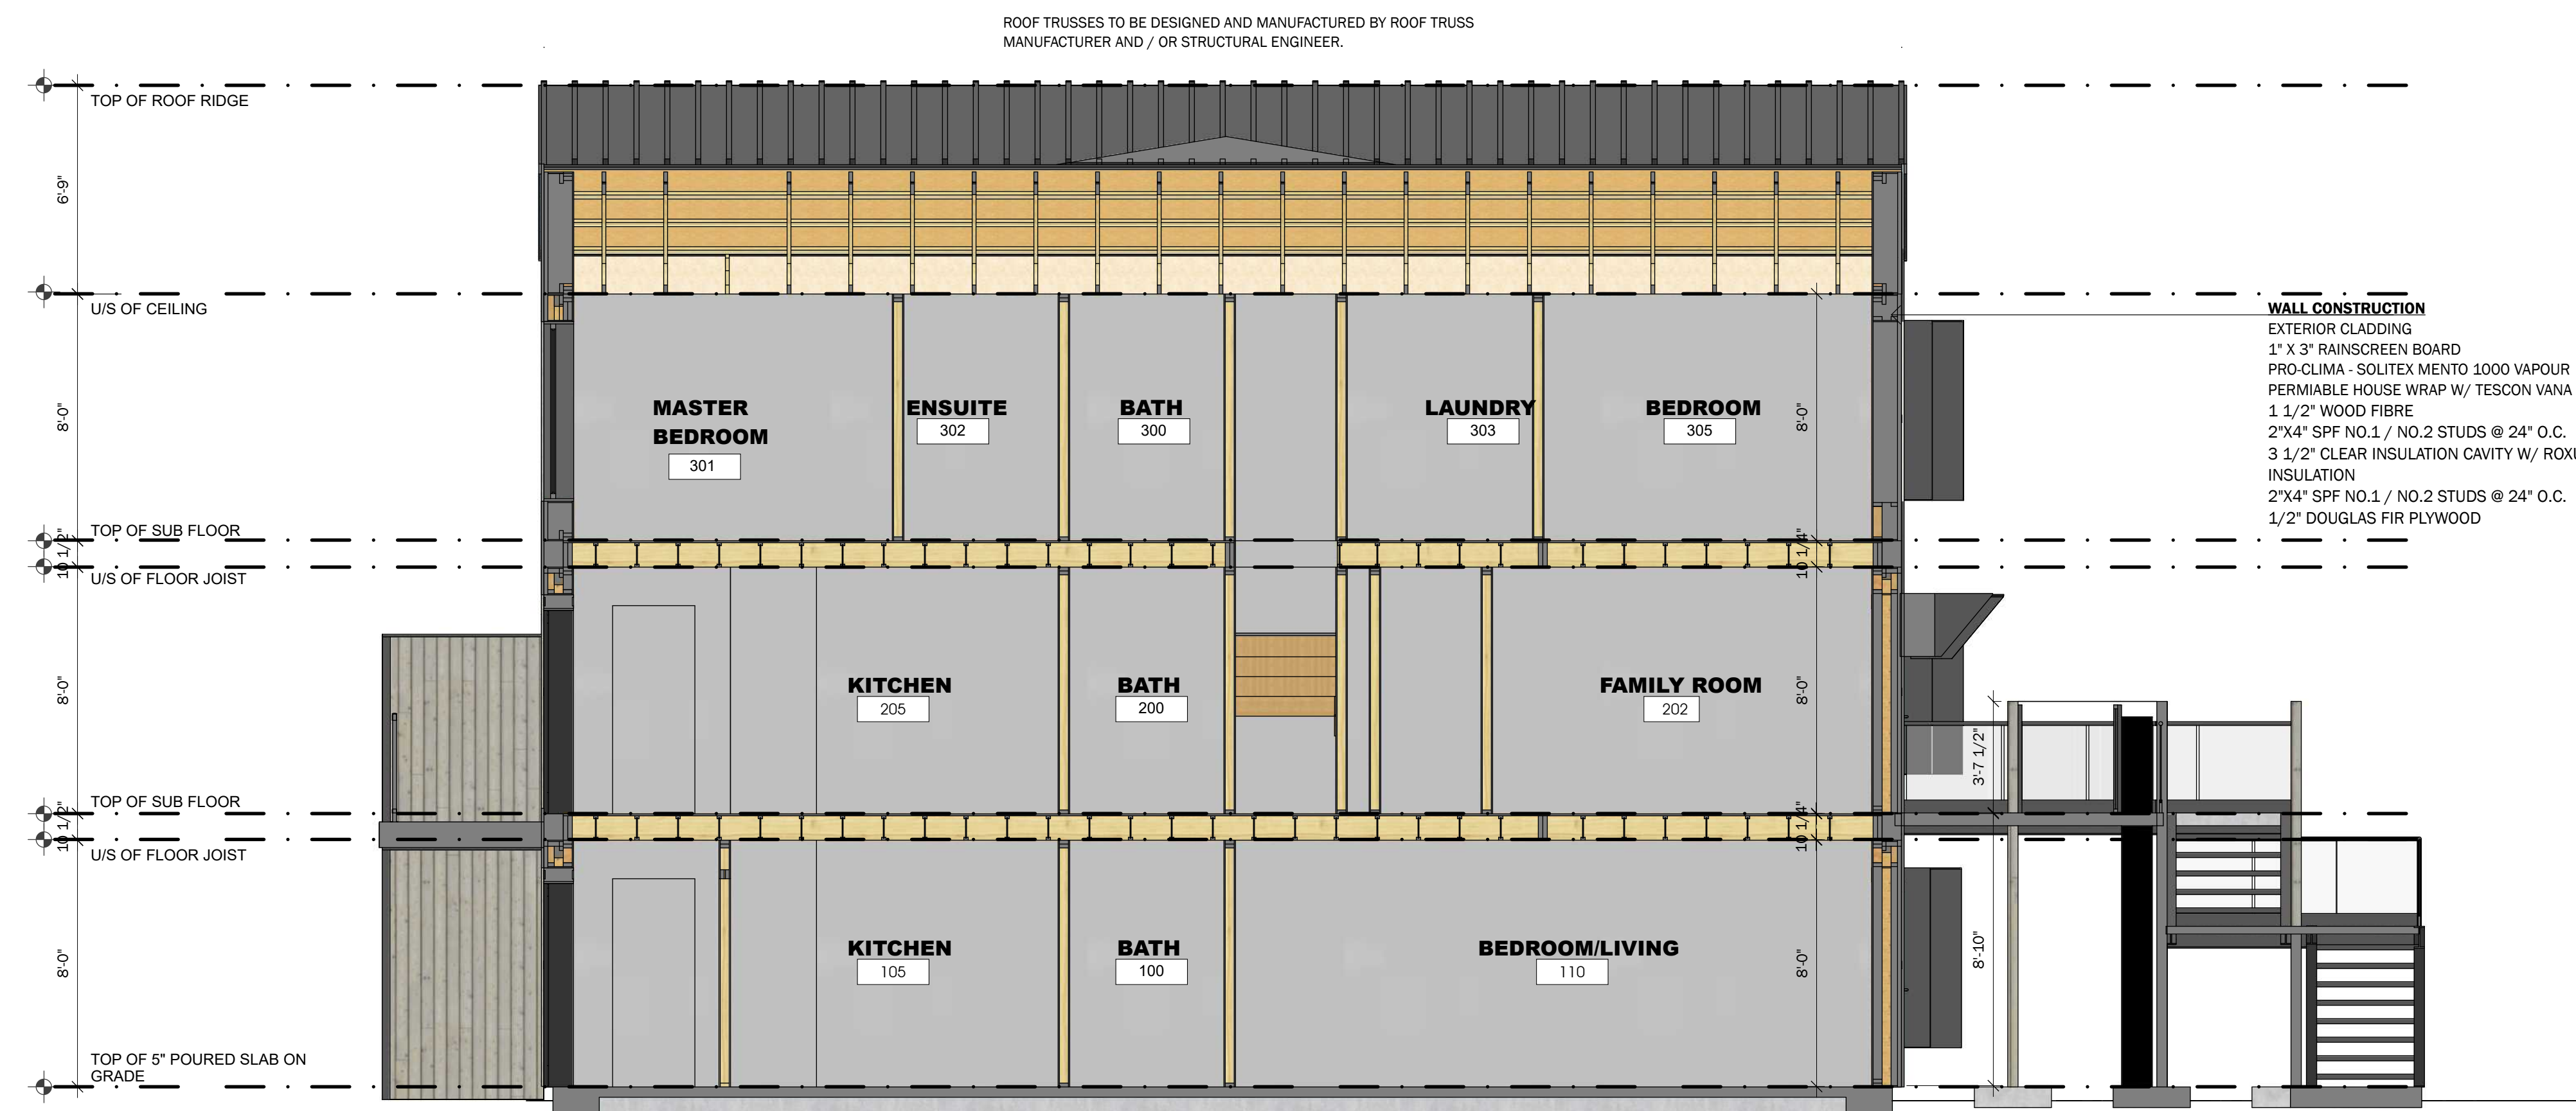 ROOF TRUSSES TO BE DESIGNED AND MANUFACTURED BY ROOF TRUSS
MANUFACTURER AND / OR STRUCTURAL ENGINEER.
TOP OF ROOF RIDGE
6'-9"
U/S OF CEILING
8'-0"
TOP OF SUB FLOOR
10 1/2"
U/S OF FLOOR JOIST
8'-0"
TOP OF SUB FLOOR
10 1/2"
U/S OF FLOOR JOIST
8'-0"
TOP OF 5" POURED SLAB ON
GRADE
MASTER
BEDROOM
301
ENSUITE
302
BATH
300
LAUNDRY
303
BEDROOM
305
8'-0"
10 1/4"
KITCHEN
205
BATH
200
FAMILY ROOM
202
8'-0"
10 1/4"
KITCHEN
105
BATH
100
BEDROOM/LIVING
110
8'-0"
3'-7 1/2"
8'-10"
WALL CONSTRUCTION
EXTERIOR CLADDING
1" X 3" RAINSCREEN BOARD
PRO-CLIMA - SOLITEX MENTO 1000 VAPOUR
PERMIABLE HOUSE WRAP W/ TESCON VANA
1 1/2" WOOD FIBRE
2"X4" SPF NO.1 / NO.2 STUDS @ 24" O.C.
3 1/2" CLEAR INSULATION CAVITY W/
INSULATION
2"X4" SPF NO.1 / NO.2 STUDS @ 24" O.C.
1/2" DOUGLAS FIR PLYWOOD